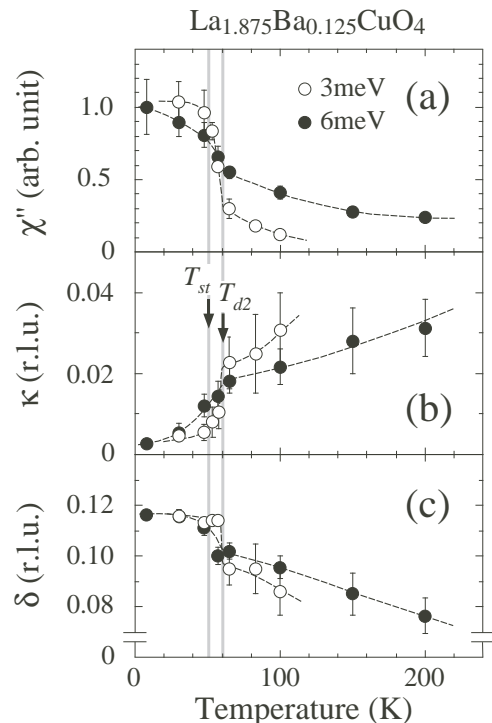 La1.875Ba0.125CuO4
χ" (arb. unit)
1.0
0.5
0
3meV
6meV
(a)
κ (r.l.u.)
0.04
0.02
0
Tst
Td2
(b)
δ (r.l.u.)
0.12
0.10
0.08
0
(c)
0 100 200
Temperature (K)